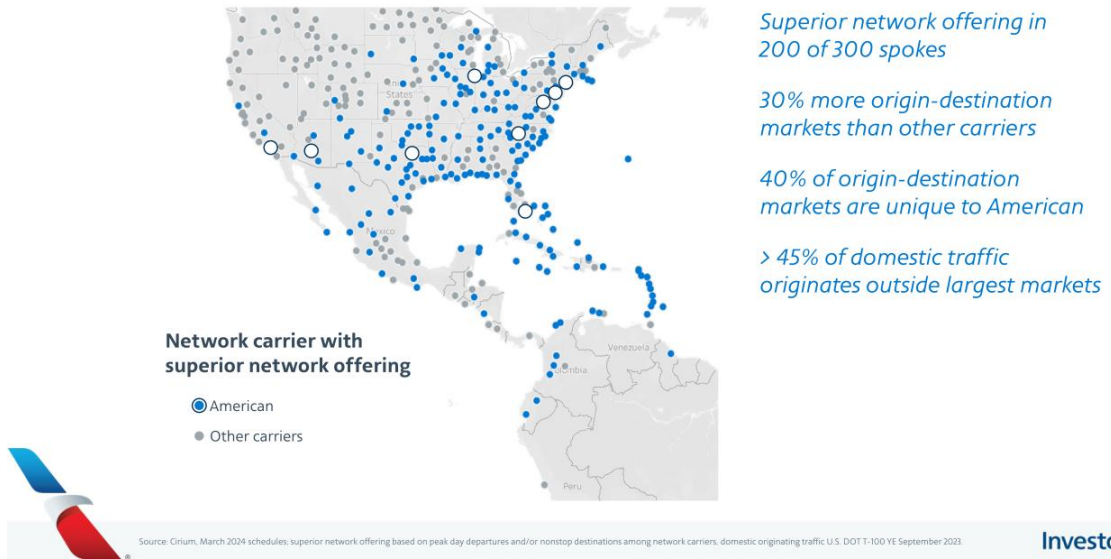 Superior network offering in
200 of 300 spokes
30% more origin-destination
markets than other carriers
40% of origin-destination
markets are unique to American
> 45% of domestic traffic
originates outside largest markets
States
Mexico
Venezuela
Peru
Network carrier with
superior network offering
American
Other carriers
®
Source: Cirium, March 2024 schedules; superior network offering based on peak day departures and/or nonstop destinations among network carriers, domestic originating traffic U.S. DOT T-100 YE September 2023.
Investo